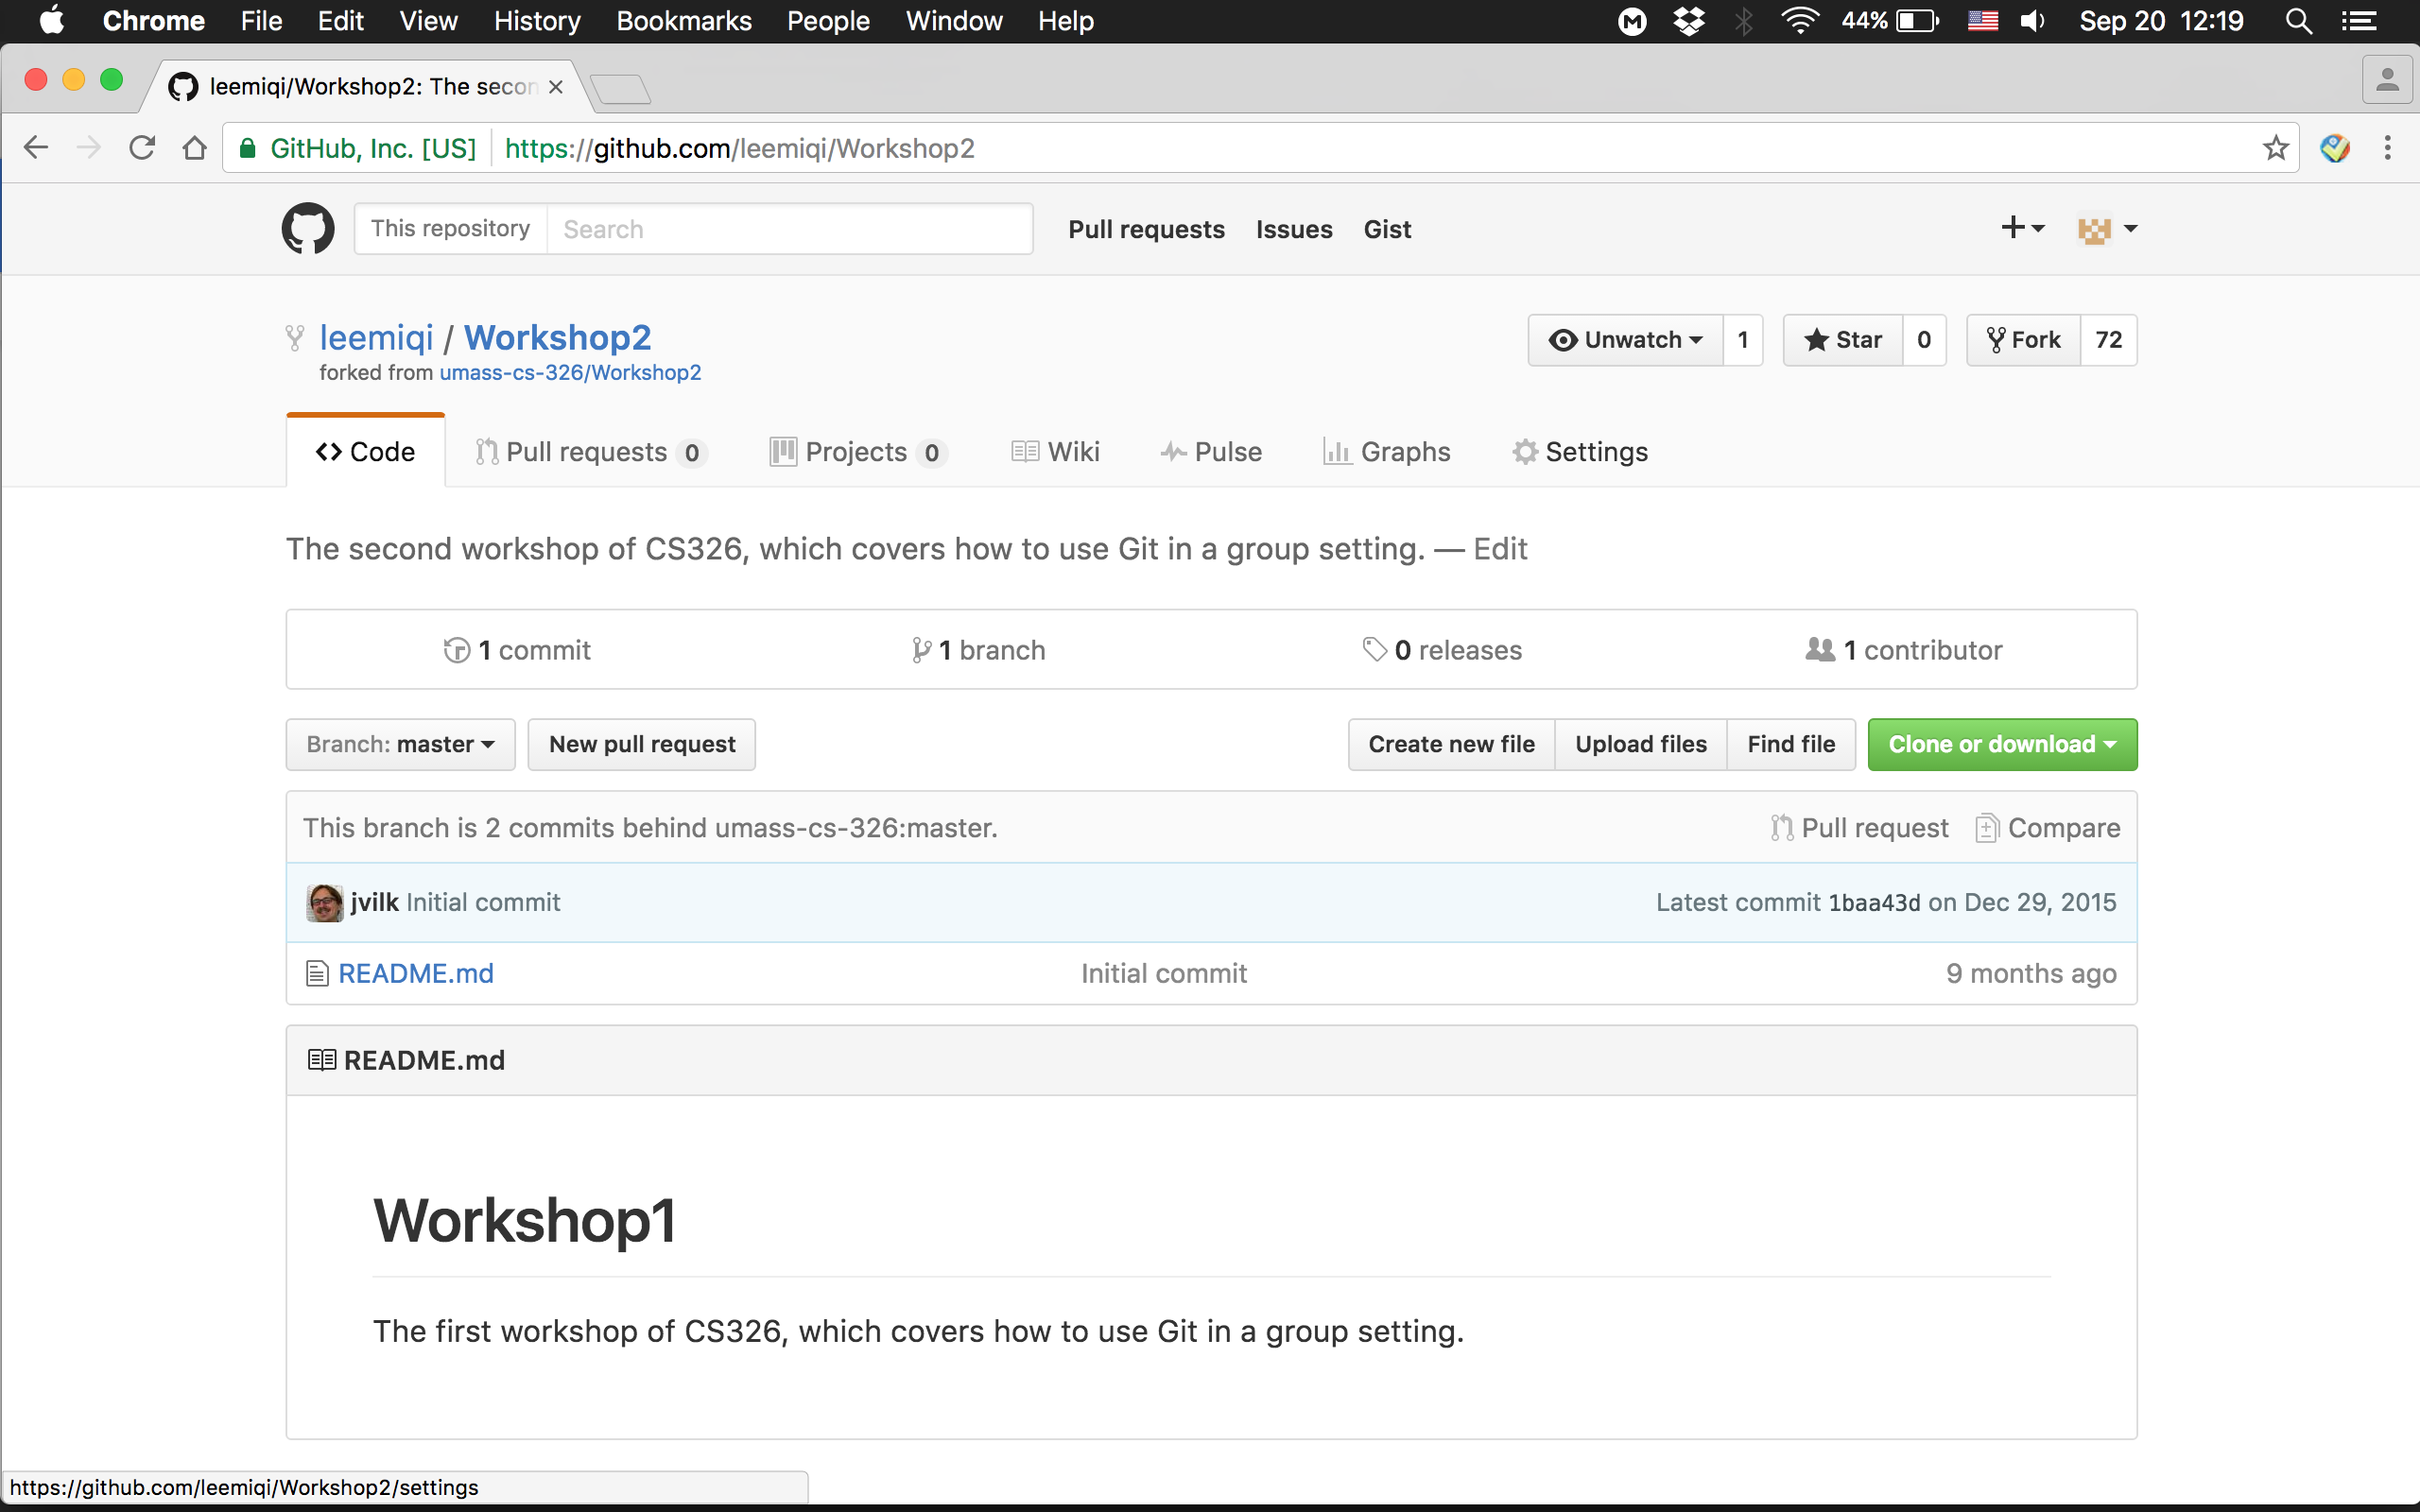 Chrome File Edit View History Bookmarks People Window Help 44% Sep 20 12:19
leemiqi/Workshop2: The secon
GitHub, Inc. [US] https://github.com/leemiqi/Workshop2
This repository Search Pull requests Issues Gist
leemiqi / Workshop2 Unwatch 1 Star 0 Fork 72
forked from umass-cs-326/Workshop2
Code Pull requests 0 Projects 0 Wiki Pulse Graphs Settings
The second workshop of CS326, which covers how to use Git in a group setting. — Edit
1 commit 1 branch 0 releases 1 contributor
Branch: master New pull request Create new file Upload files Find file Clone or download
This branch is 2 commits behind umass-cs-326:master. Pull request Compare
jvilk Initial commit Latest commit 1baa43d on Dec 29, 2015
README.md Initial commit 9 months ago
README.md
Workshop1
The first workshop of CS326, which covers how to use Git in a group setting.
https://github.com/leemiqi/Workshop2/settings